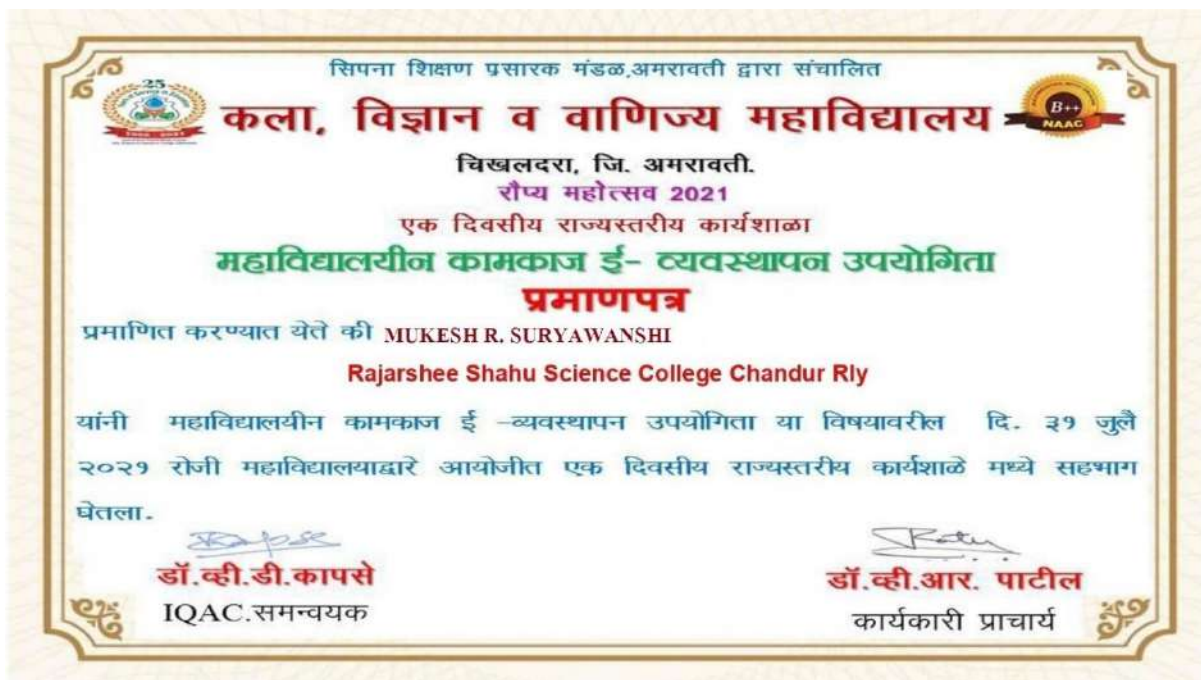 सिपना शिक्षण प्रसारक मंडळ,अमरावती द्वारा संचालित
25
कला, विज्ञान व वाणिज्य महाविद्यालय
B++
NAAC
चिखलदरा, जि. अमरावती.
रौप्य महोत्सव 2021
एक दिवसीय राज्यस्तरीय कार्यशाळा
महाविद्यालयीन कामकाज ई- व्यवस्थापन उपयोगिता
प्रमाणपत्र
प्रमाणित करण्यात येते की MUKESH R. SURYAWANSHI
Rajarshee Shahu Science College Chandur Rly
यांनी महाविद्यालयीन कामकाज ई -व्यवस्थापन उपयोगिता या विषयावरील दि. ३१ जुलै
२०२१ रोजी महाविद्यालयाद्वारे आयोजीत एक दिवसीय राज्यस्तरीय कार्यशाळे मध्ये सहभाग
घेतला.
डॉ.व्ही.डी.कापसे
IQAC.समन्वयक
डॉ.व्ही.आर. पाटील
कार्यकारी प्राचार्य